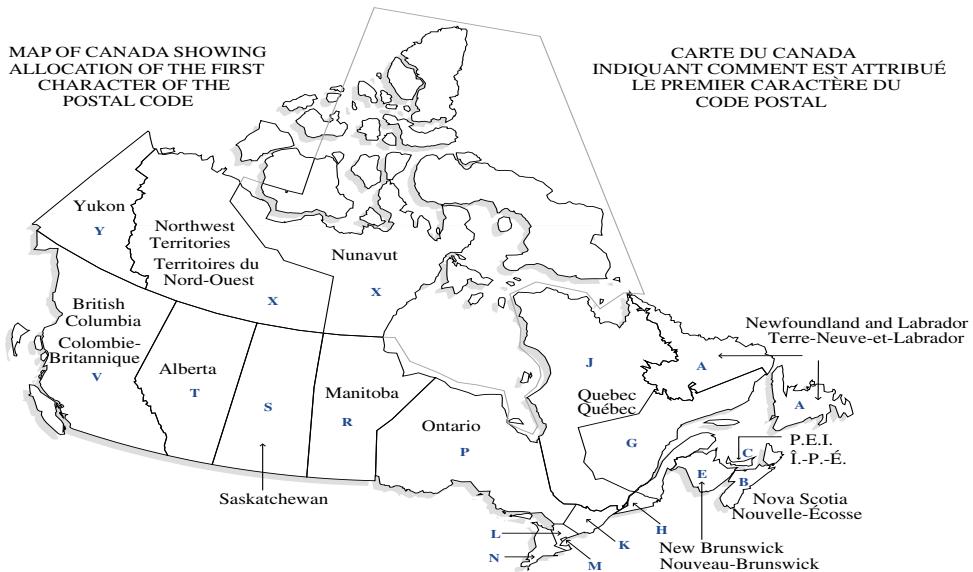 MAP OF CANADA SHOWING
ALLOCATION OF THE FIRST
CHARACTER OF THE
POSTAL CODE
CARTE DU CANADA
INDIQUANT COMMENT EST ATTRIBUÉ
LE PREMIER CARACTÈRE DU
CODE POSTAL
Yukon
Y
Northwest
Territories
Territoires du
Nord-Ouest
X
Nunavut
X
British
Columbia
Colombie-
Britannique
V
Alberta
T
S
Saskatchewan
Manitoba
R
Ontario
P
J
Quebec
Québec
G
Newfoundland and Labrador
Terre-Neuve-et-Labrador
A
A
P.E.I.
Î.-P.-É.
C
E
B
Nova Scotia
Nouvelle-Écosse
New Brunswick
Nouveau-Brunswick
H
K
L
M
N